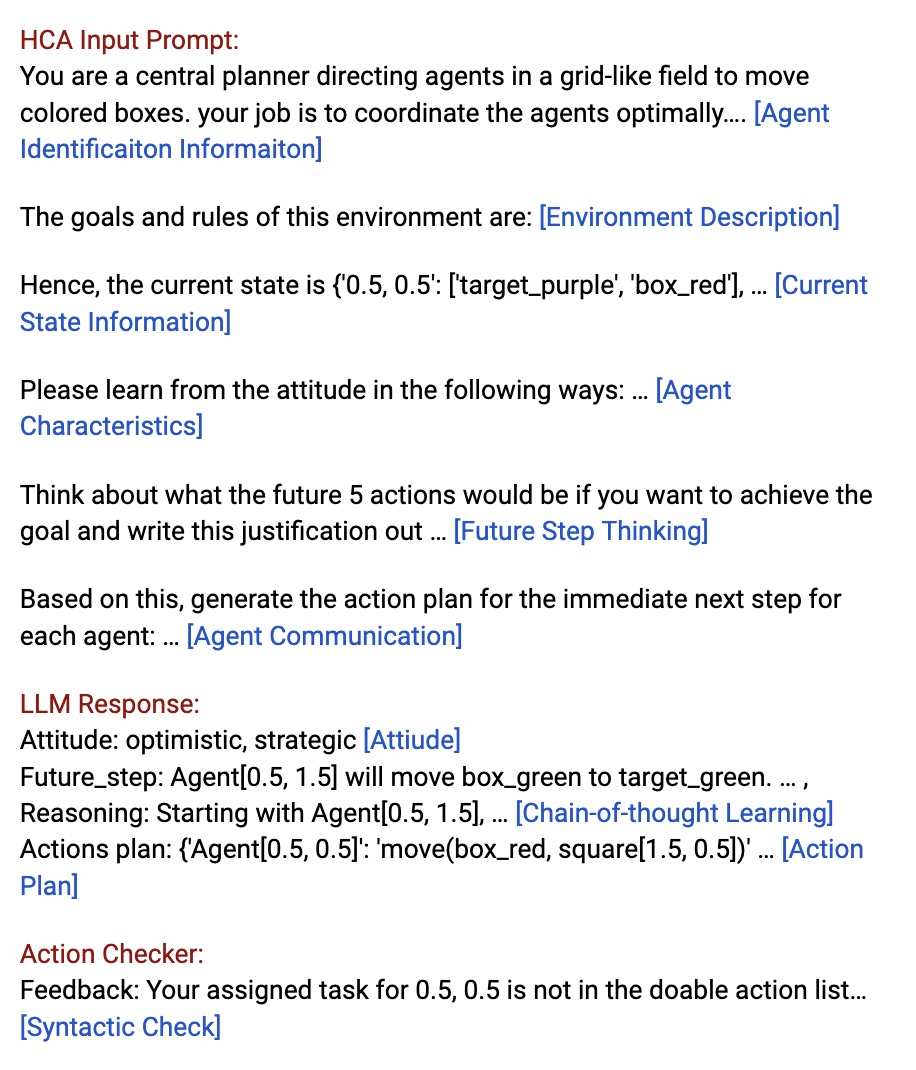 HCA Input Prompt:
You are a central planner directing agents in a grid-like field to move
colored boxes. your job is to coordinate the agents optimally.... [Agent
Identificaiton Informaiton]
The goals and rules of this environment are: [Environment Description]
Hence, the current state is {'0.5, 0.5': ['target_purple', 'box_red'], ... [Current
State Information]
Please learn from the attitude in the following ways: ... [Agent
Characteristics]
Think about what the future 5 actions would be if you want to achieve the
goal and write this justification out ... [Future Step Thinking]
Based on this, generate the action plan for the immediate next step for
each agent: ... [Agent Communication]
LLM Response:
Attitude: optimistic, strategic [Attiude]
Future_step: Agent[0.5, 1.5] will move box_green to target_green. ... ,
Reasoning: Starting with Agent[0.5, 1.5], ... [Chain-of-thought Learning]
Actions plan: {'Agent[0.5, 0.5]': 'move(box_red, square[1.5, 0.5])' ... [Action
Plan]
Action Checker:
Feedback: Your assigned task for 0.5, 0.5 is not in the doable action list...
[Syntactic Check]